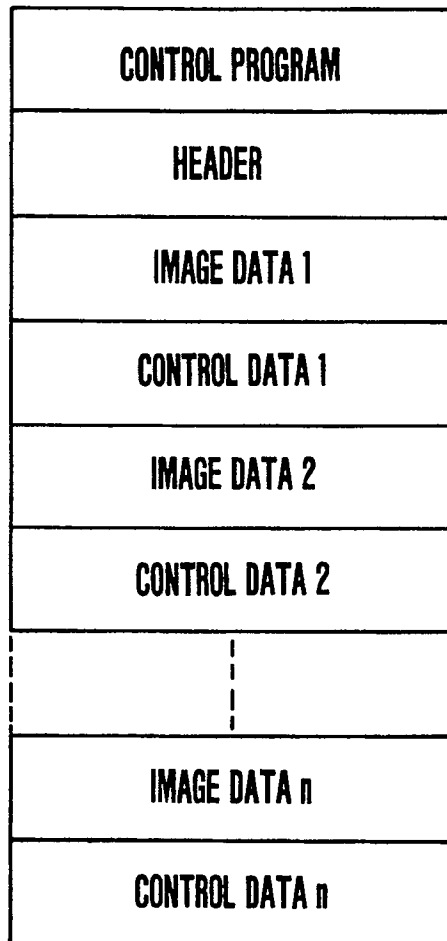 CONTROL PROGRAM
HEADER
IMAGE DATA 1
CONTROL DATA 1
IMAGE DATA 2
CONTROL DATA 2
IMAGE DATA n
CONTROL DATA n